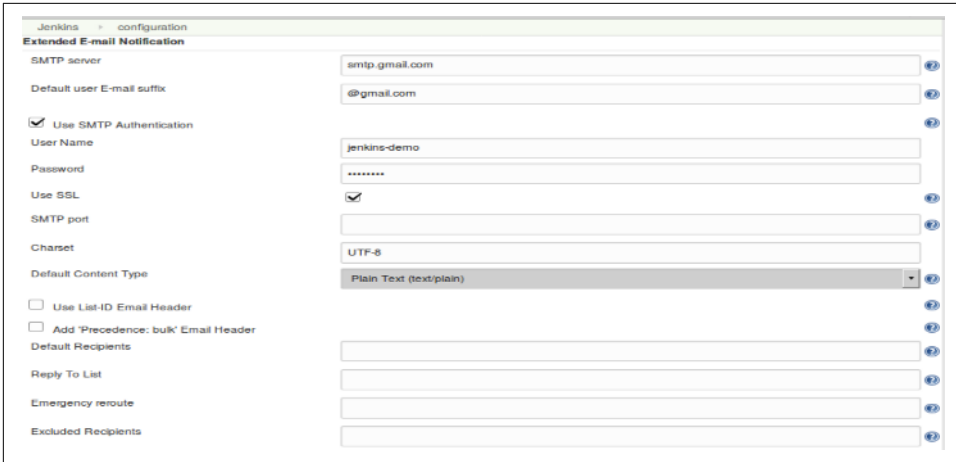 Jenkins > configuration
Extended E-mail Notification
SMTP server smtp.gmail.com
Default user E-mail suffix @gmail.com
Use SMTP Authentication
User Name jenkins-demo
Password ••••••••
Use SSL
SMTP port
Charset UTF-8
Default Content Type Plain Text (text/plain)
Use List-ID Email Header
Add 'Precedence: bulk' Email Header
Default Recipients
Reply To List
Emergency reroute
Excluded Recipients